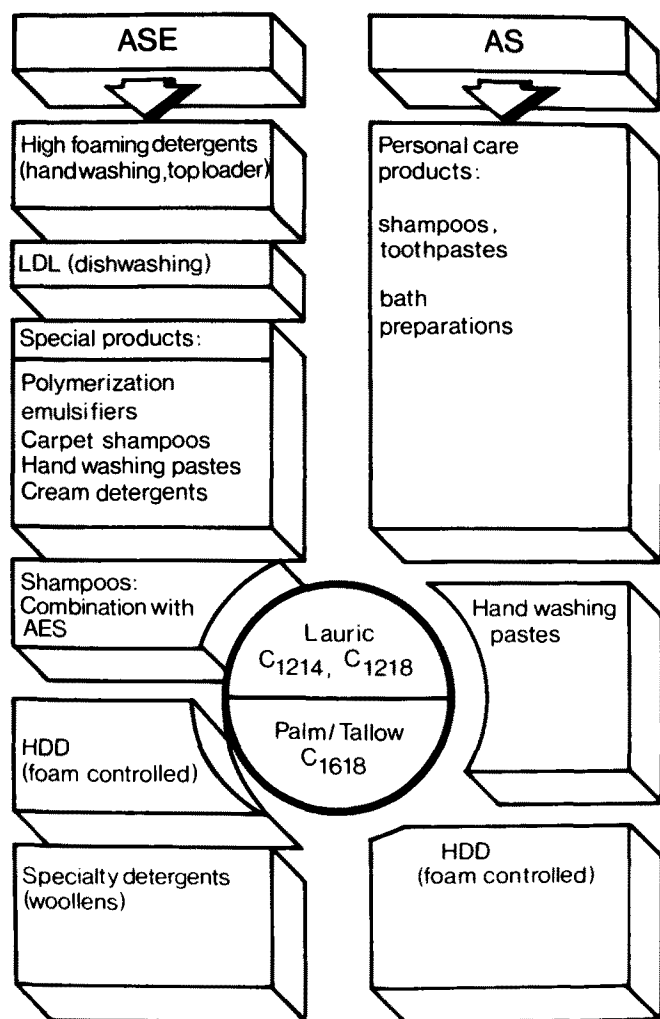 ASE
High foaming detergents
(handwashing,toploader)
LDL (dishwashing)
Special products:
Polymerization
emulsifiers
Carpet shampoos
Hand washing pastes
Cream detergents
Shampoos:
Combination with
AES
HDD
(foam controlled)
Specialty detergents
(woollens)
AS
Personal care
products:
shampoos,
toothpastes
bath
preparations
Hand washing
pastes
HDD
(foam controlled)
Lauric
C1214, C1218
Palm/Tallow
C1618